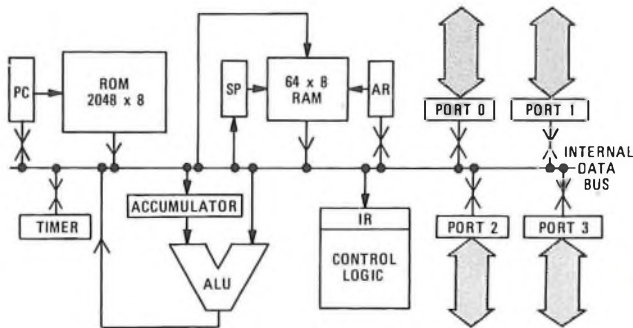 PC
ROM
2048 x 8
SP
64 x 8
RAM
AR
PORT 0
PORT 1
INTERNAL
DATA
BUS
TIMER
ACCUMULATOR
ALU
IR
CONTROL
LOGIC
PORT 2
PORT 3